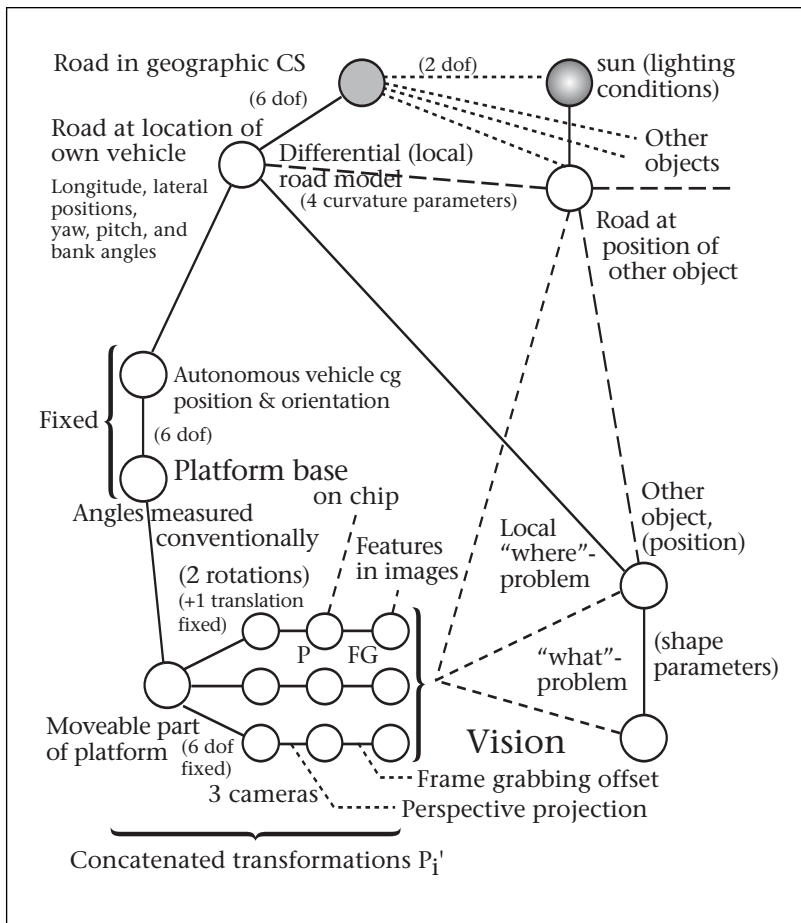 Road in geographic CS
(2 dof)
sun (lighting
conditions)
(6 dof)
Other
objects
Road at location of
own vehicle
Differential (local)
road model
(4 curvature parameters)
Longitude, lateral
positions,
yaw, pitch, and
bank angles
Road at
position of
other object
Autonomous vehicle cg
position & orientation
Fixed
(6 dof)
Platform base
on chip
Angles measured
conventionally
Features
in images
Local
“where”-
problem
Other
object,
(position)
(2 rotations)
(+1 translation
fixed)
P
FG
“what”-
problem
(shape
parameters)
Moveable part
of platform
(6 dof
fixed)
Vision
3 cameras
Frame grabbing offset
Perspective projection
Concatenated transformations Pi'